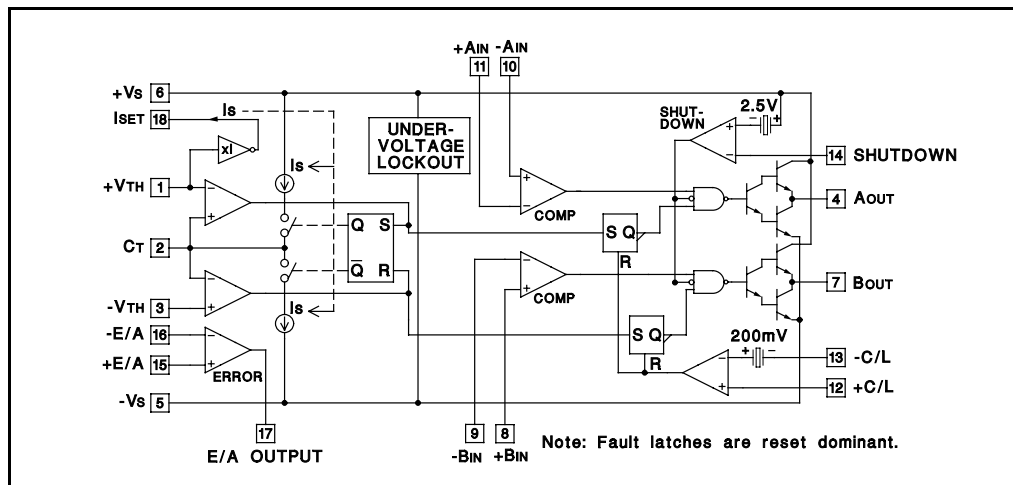 +AIN -AIN
11 10
+VS 6
ISET 18
IS
xI
UNDER-
VOLTAGE
LOCKOUT
SHUT-
DOWN
2.5V
- +
+
-
14 SHUTDOWN
+VTH 1
-
+
IS
+
-
COMP
4 AOUT
CT 2
Q S
Q̅ R
S Q
R
-VTH 3
-
+
IS
-
+
COMP
7 BOUT
-E/A 16
+E/A 15
-
+
ERROR
S Q
R
200mV
+ -
-
+
13 -C/L
12 +C/L
-VS 5
17
E/A OUTPUT
9 8
-BIN +BIN
Note: Fault latches are reset dominant.